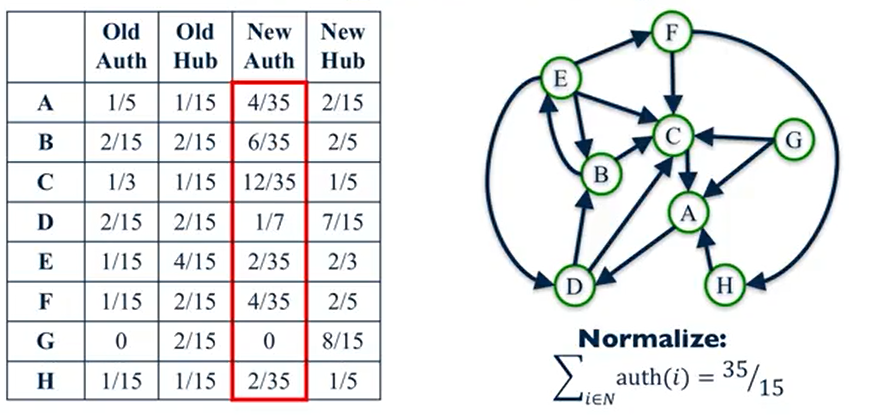 Old Auth Old Hub New Auth New Hub
A 1/5 1/15 4/35 2/15
B 2/15 2/15 6/35 2/5
C 1/3 1/15 12/35 1/5
D 2/15 2/15 1/7 7/15
E 1/15 4/15 2/35 2/3
F 1/15 2/15 4/35 2/5
G 0 2/15 0 8/15
H 1/15 1/15 2/35 1/5
F
E
C
G
B
A
D
H
Normalize:
∑i∈N auth(i) = 35/15